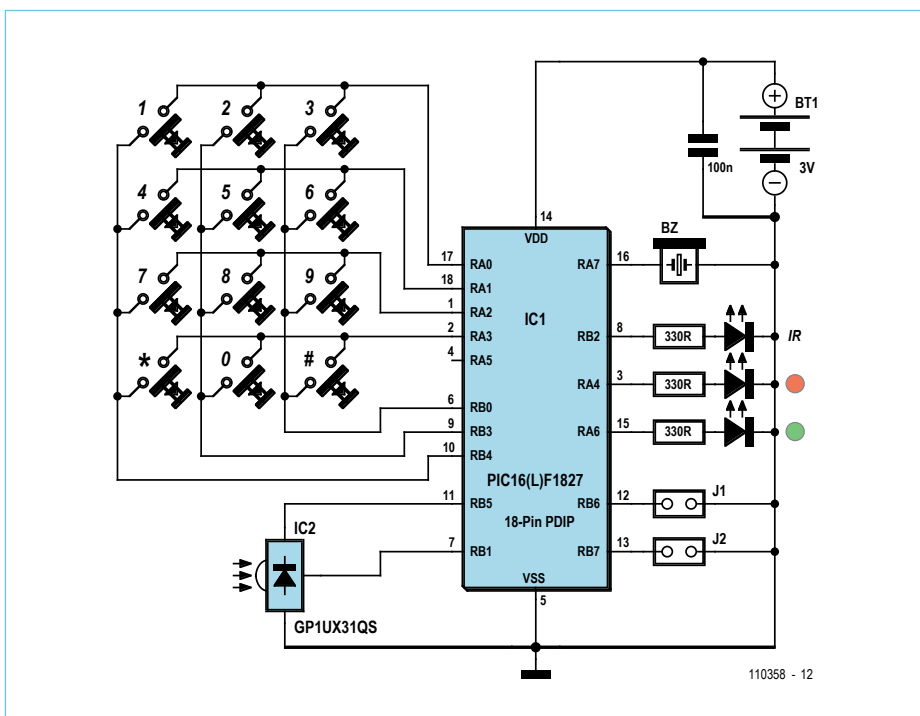 1 2 3
4 5 6
7 8 9
* 0 #
BT1
+
100n
3V
−
14
VDD
BZ
17 RA0
RA7 16
18 RA1
IC1
1 RA2
2 RA3
RB2 8
330R
IR
4 RA5
RA4 3
330R
6 RB0
9 RB3
RA6 15
330R
10 RB4
PIC16(L)F1827
11 RB5
RB6 12
J1
18-Pin PDIP
IC2
7 RB1
RB7 13
J2
VSS
5
GP1UX31QS
110358 - 12